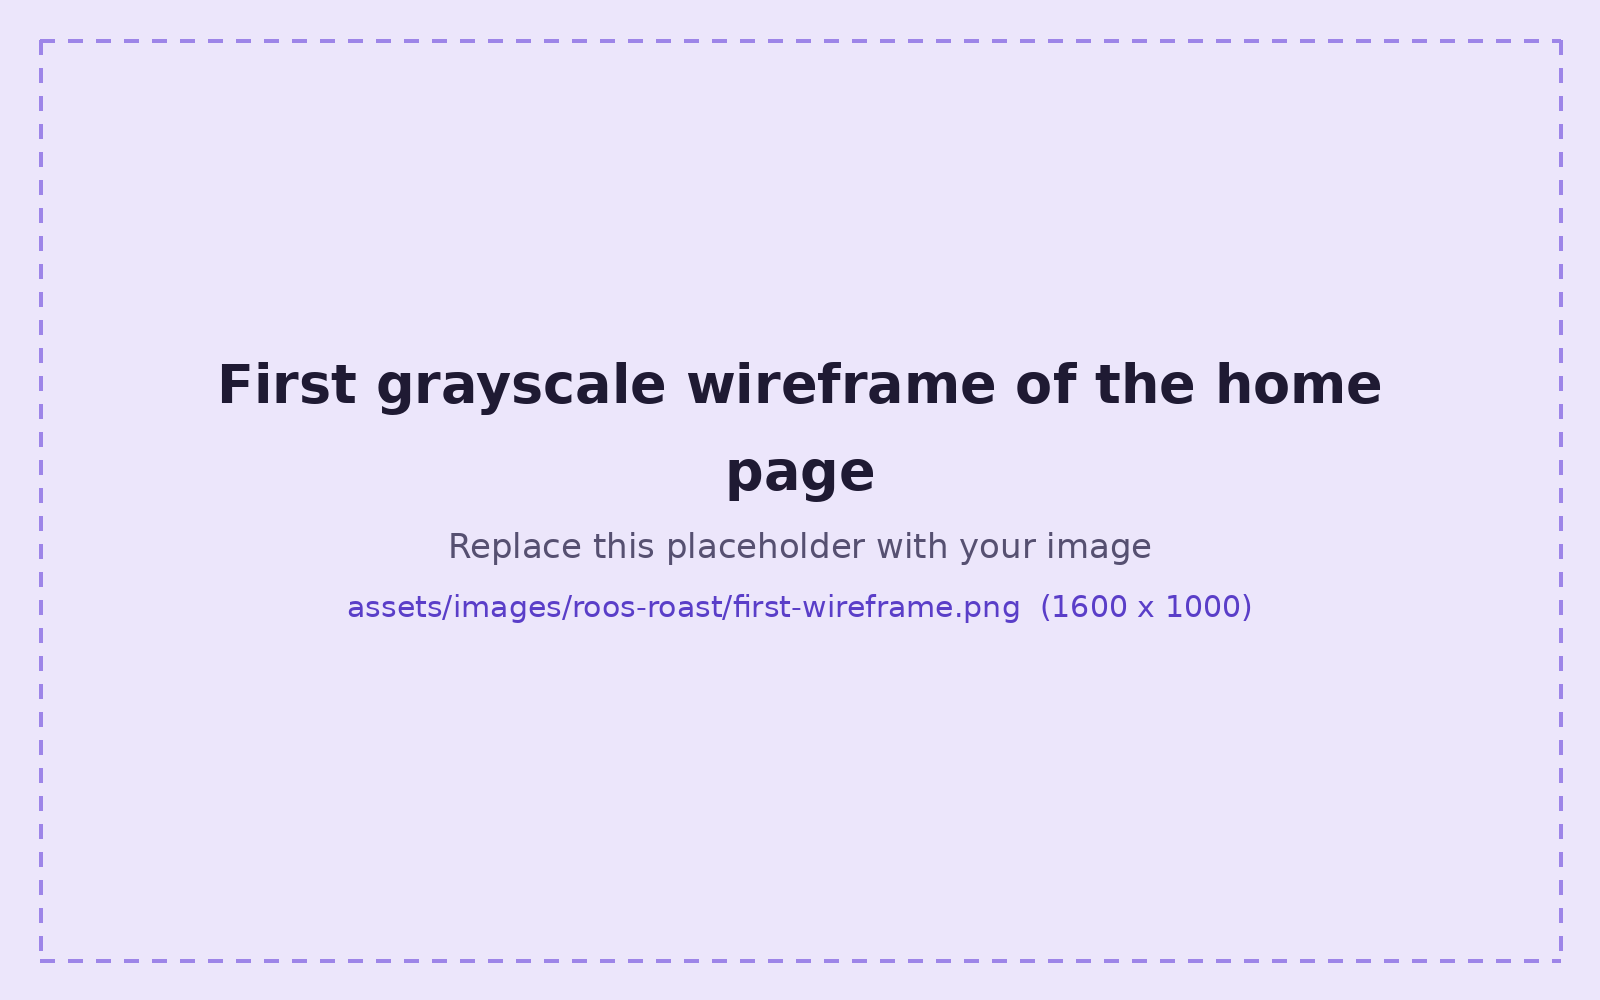 First grayscale wireframe of the home
page
Replace this placeholder with your image
assets/images/roos-roast/first-wireframe.png  (1600 x 1000)